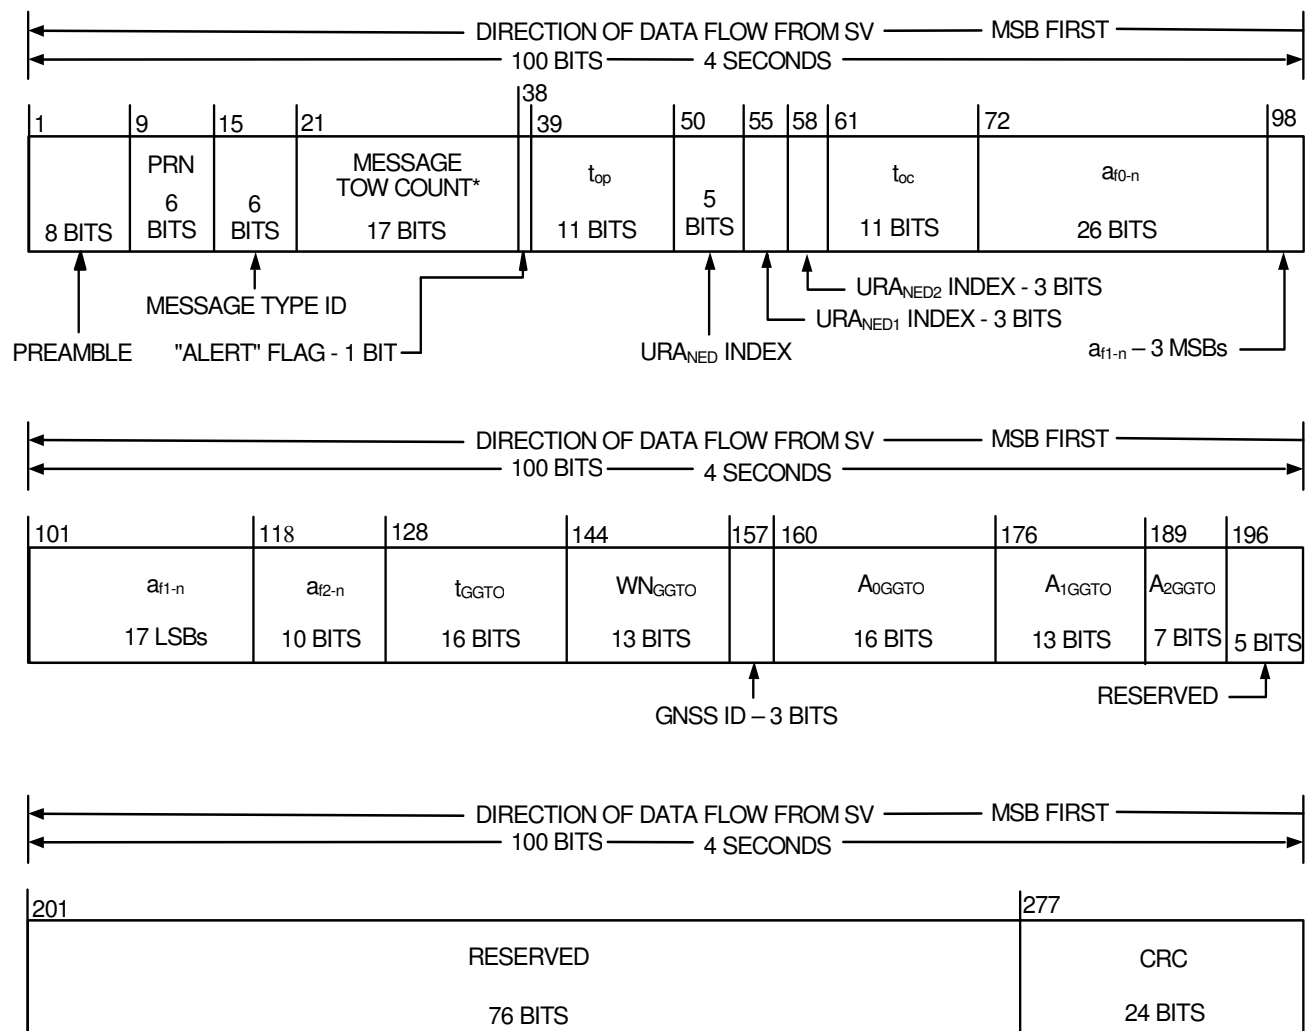 DIRECTION OF DATA FLOW FROM SV MSB FIRST
100 BITS 4 SECONDS
38
1 9 15 21 39 50 55 58 61 72 98
PRN MESSAGE
TOW COUNT* top toc af0-n
6 6 5
8 BITS BITS BITS 17 BITS 11 BITS BITS 11 BITS 26 BITS
URANED2 INDEX - 3 BITS
MESSAGE TYPE ID
URANED1 INDEX - 3 BITS
PREAMBLE "ALERT" FLAG - 1 BIT URANED INDEX af1-n – 3 MSBs
DIRECTION OF DATA FLOW FROM SV MSB FIRST
100 BITS 4 SECONDS
101 118 128 144 157 160 176 189 196
af1-n af2-n tGGTO WNGGTO A0GGTO A1GGTO A2GGTO
17 LSBs 10 BITS 16 BITS 13 BITS 16 BITS 13 BITS 7 BITS 5 BITS
RESERVED
GNSS ID – 3 BITS
DIRECTION OF DATA FLOW FROM SV MSB FIRST
100 BITS 4 SECONDS
201 277
RESERVED CRC
76 BITS 24 BITS